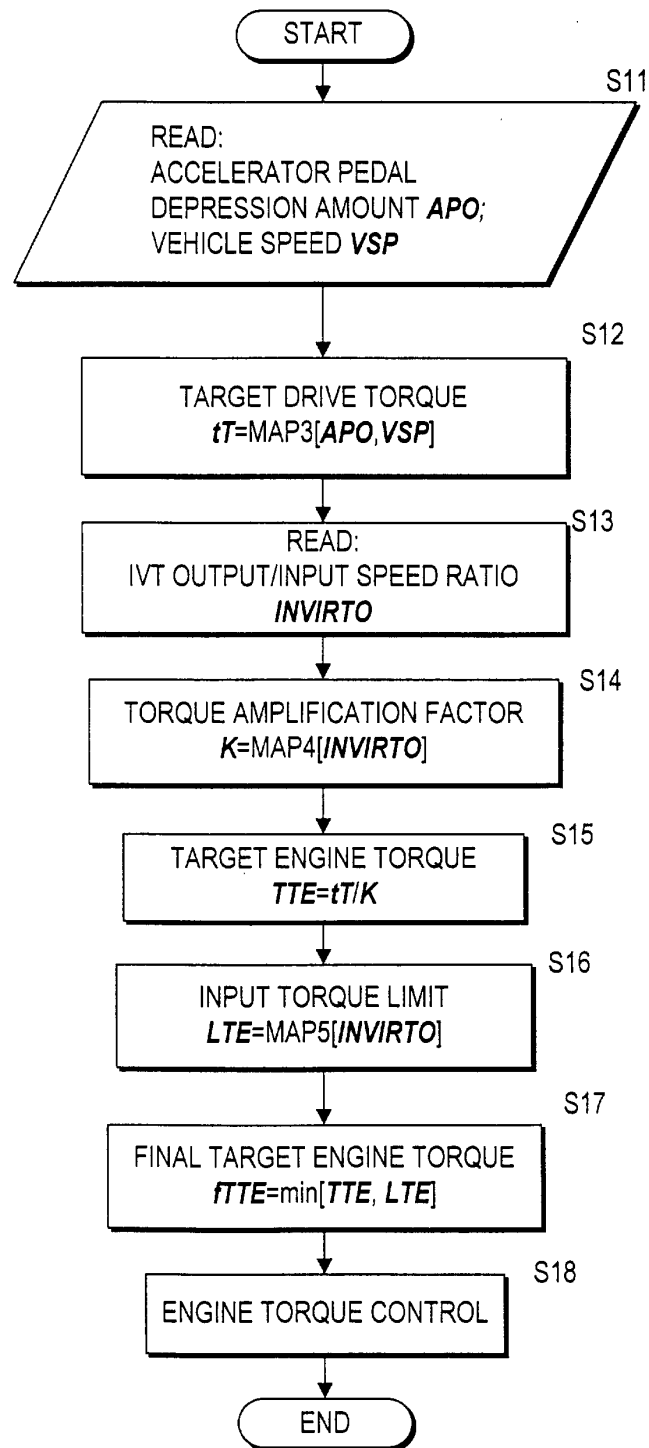 START
S11
READ:
ACCELERATOR PEDAL
DEPRESSION AMOUNT APO;
VEHICLE SPEED VSP
S12
TARGET DRIVE TORQUE
tT=MAP3[APO,VSP]
S13
READ:
IVT OUTPUT/INPUT SPEED RATIO
INVIRTO
S14
TORQUE AMPLIFICATION FACTOR
K=MAP4[INVIRTO]
S15
TARGET ENGINE TORQUE
TTE=tT/K
S16
INPUT TORQUE LIMIT
LTE=MAP5[INVIRTO]
S17
FINAL TARGET ENGINE TORQUE
fTTE=min[TTE, LTE]
S18
ENGINE TORQUE CONTROL
END